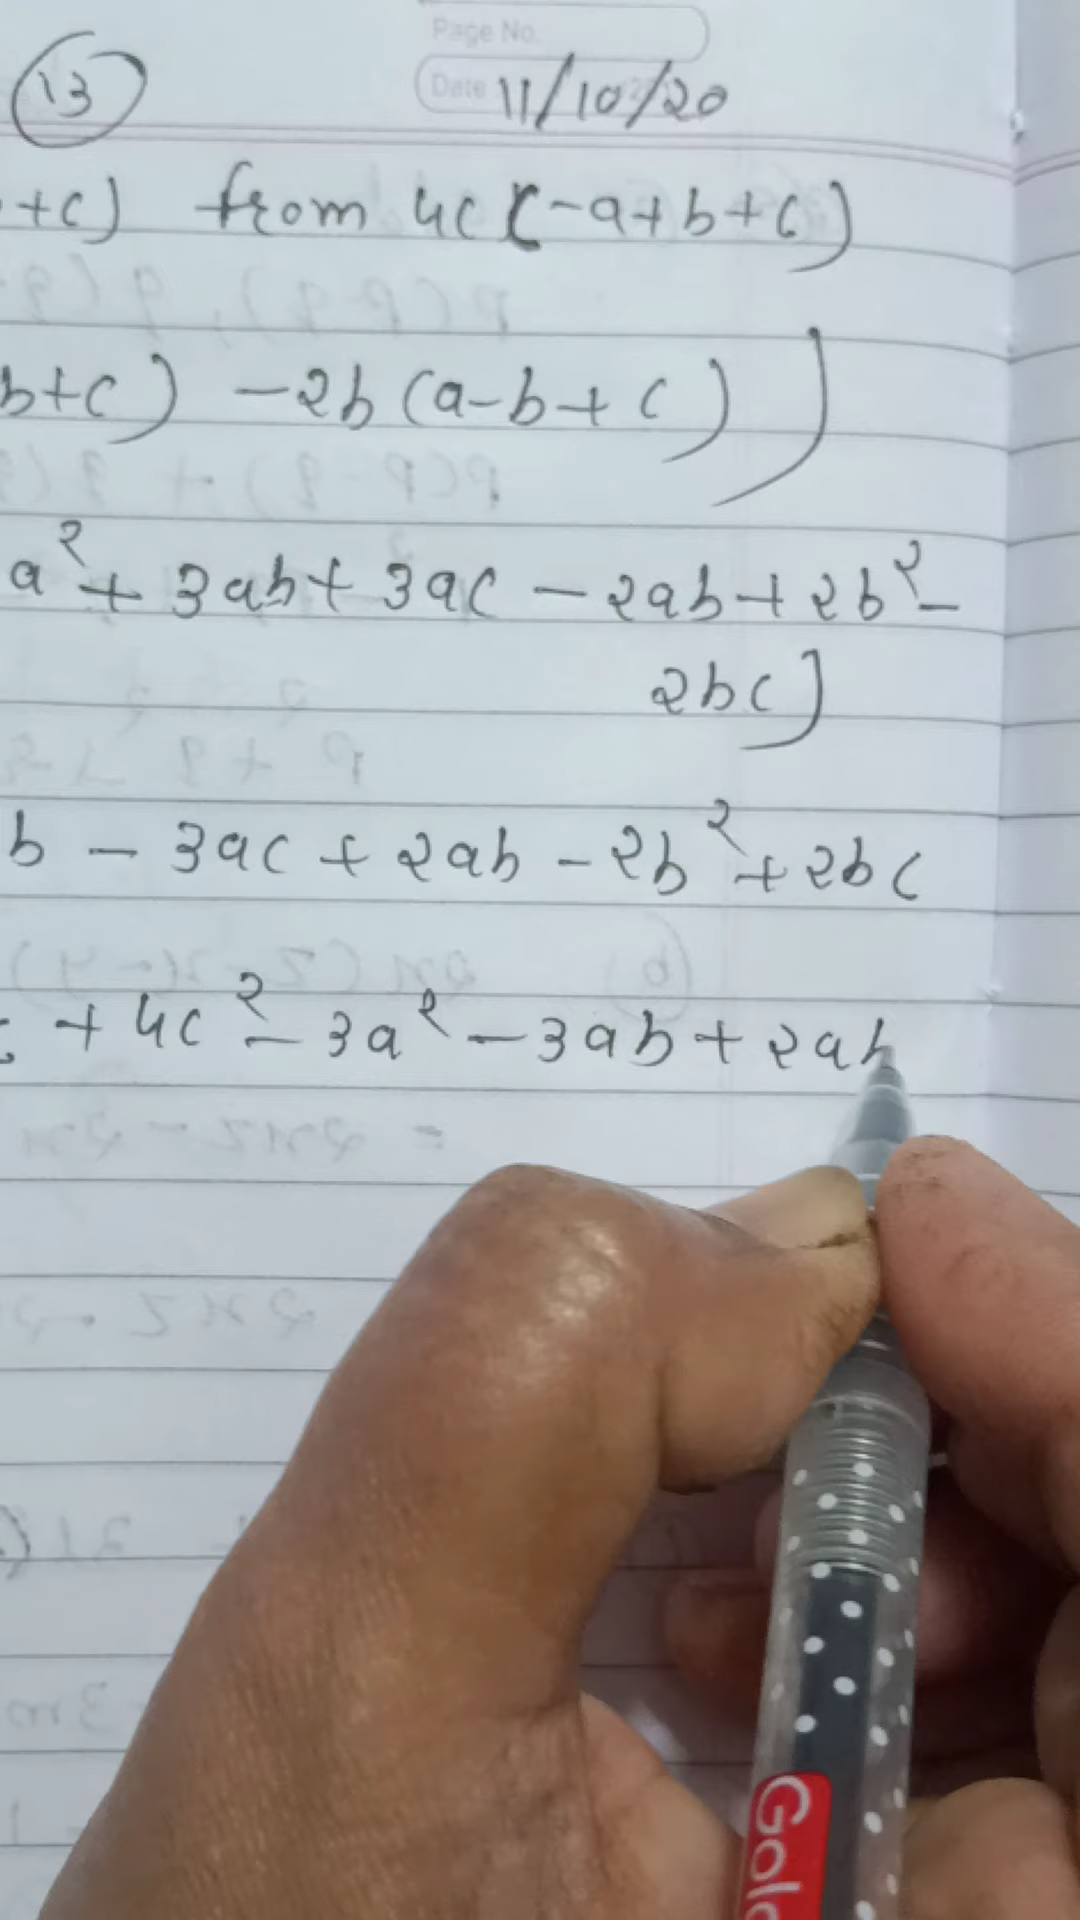 13
Page No.
Date 11/10/20
+c) from 4c(-a+b+c)
b+c) -2b(a-b+c))
a² + 3ab + 3ac - 2ab + 2b² -
2bc)
b - 3ac + 2ab - 2b² + 2bc
+ 4c² - 3a² - 3ab + 2ab
Gold